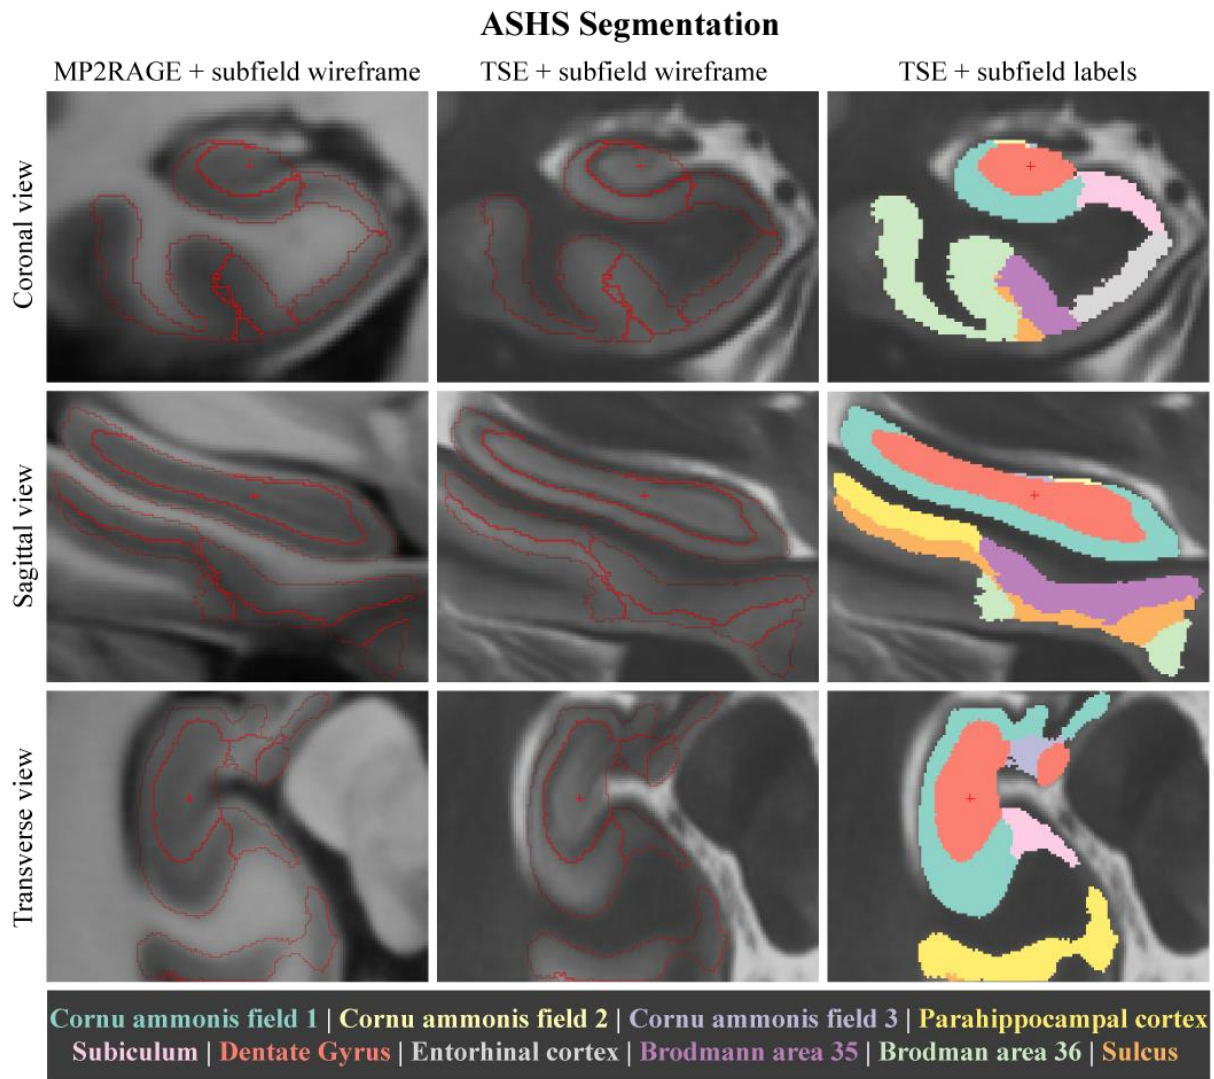 ASHS Segmentation
MP2RAGE + subfield wireframe
TSE + subfield wireframe
TSE + subfield labels
Coronal view
Sagittal view
Transverse view
Cornu ammonis field 1 | Cornu ammonis field 2 | Cornu ammonis field 3 | Parahippocampal cortex
Subiculum | Dentate Gyrus | Entorhinal cortex | Brodmann area 35 | Brodman area 36 | Sulcus